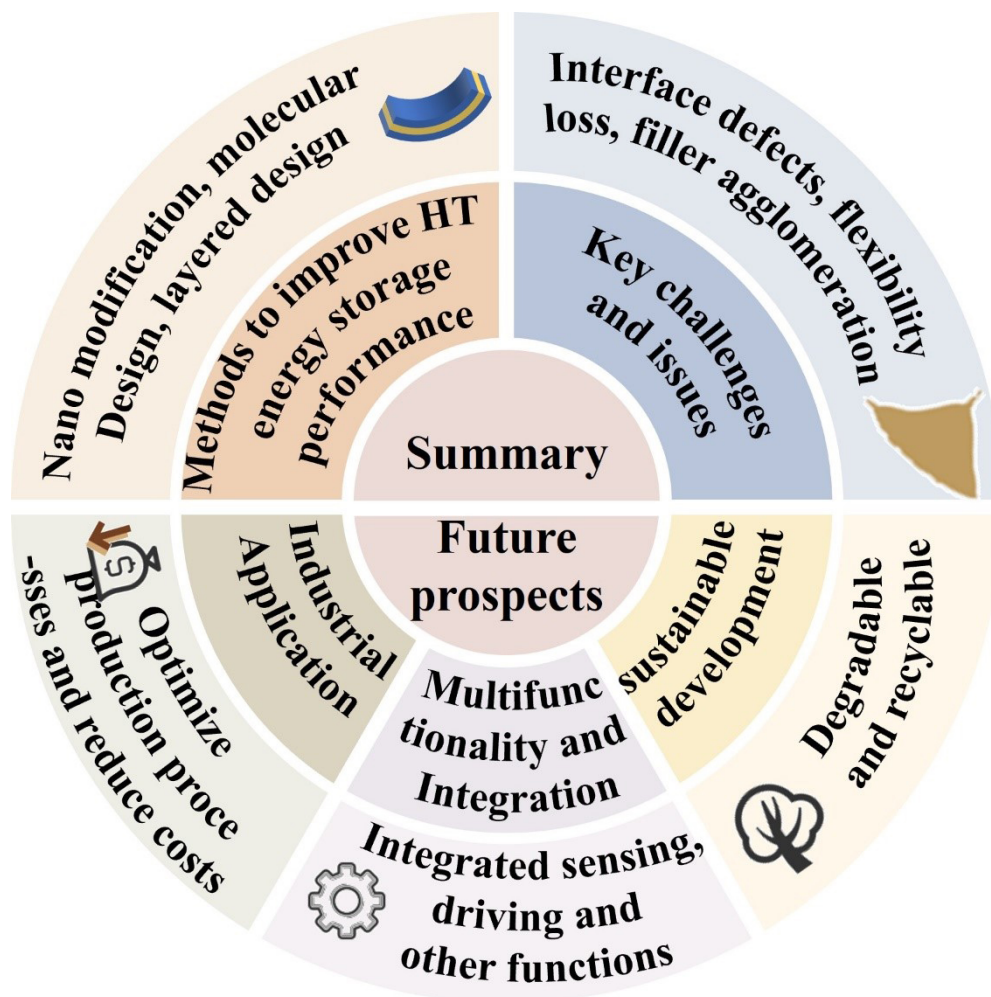 Nano modification, molecular
Design, layered design
Methods to improve HT
energy storage
performance
Interface defects, flexibility
loss, filler agglomeration
Key challenges
and issues
Summary
Future
prospects
Industrial
Application
$
Optimize
production proce
-sses and reduce costs
Multifunc
tionality and
Integration
Integrated sensing,
driving and
other functions
sustainable
development
Degradable
and recyclable